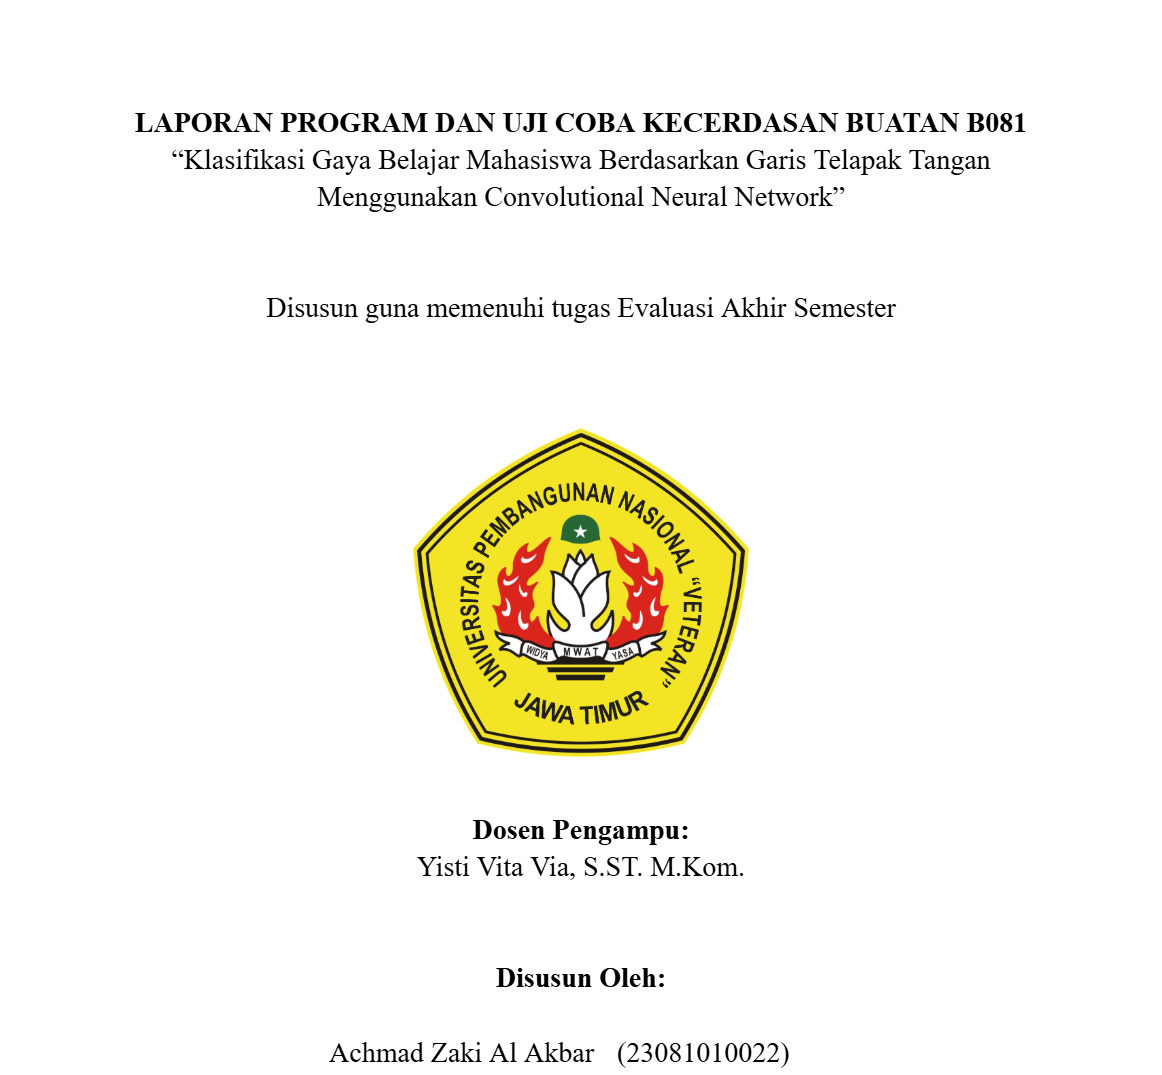 LAPORAN PROGRAM DAN UJI COBA KECERDASAN BUATAN B081
“Klasifikasi Gaya Belajar Mahasiswa Berdasarkan Garis Telapak Tangan
Menggunakan Convolutional Neural Network”
Disusun guna memenuhi tugas Evaluasi Akhir Semester
UNIVERSITAS PEMBANGUNAN NASIONAL “VETERAN”
WIDYA MWAT YASA
JAWA TIMUR
Dosen Pengampu:
Yisti Vita Via, S.ST. M.Kom.
Disusun Oleh:
Achmad Zaki Al Akbar (23081010022)